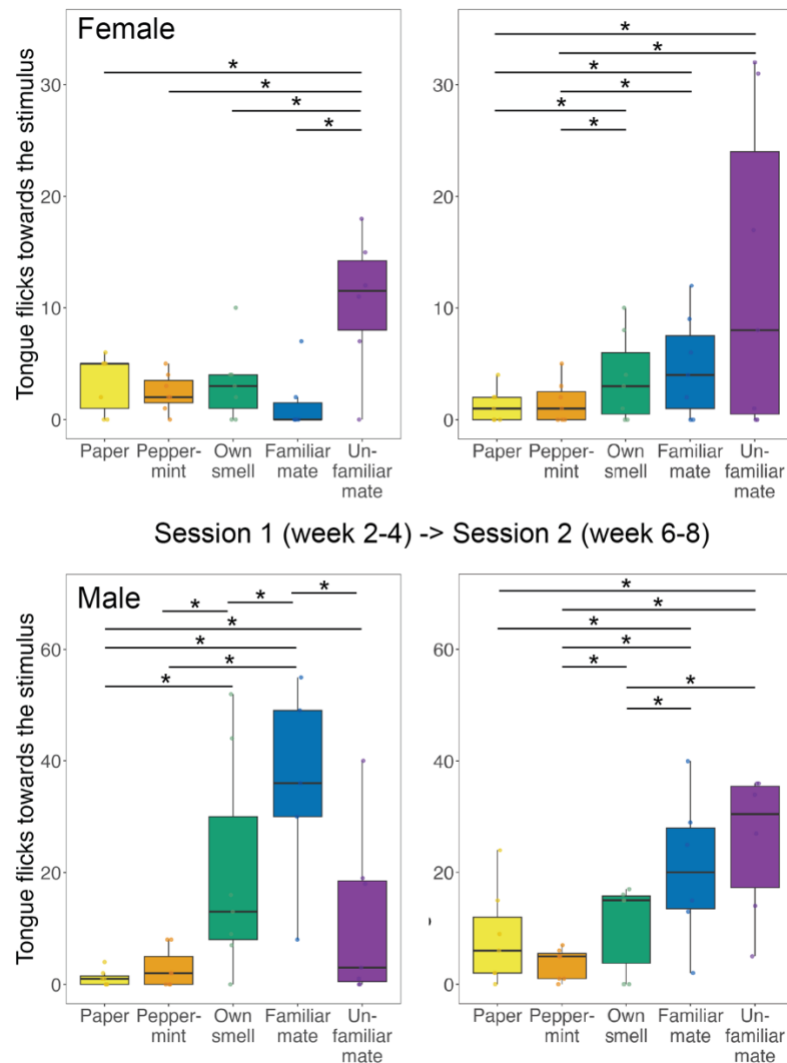 Female
Tongue flicks towards the stimulus
30
20
10
0
* * * *
* * * * * *
Paper Pepper-mint Own smell Familiar mate Un-familiar mate
30
20
10
0
Paper Pepper-mint Own smell Familiar mate Un-familiar mate
Session 1 (week 2-4) -> Session 2 (week 6-8)
Male
Tongue flicks towards the stimulus
60
40
20
0
* * * * * * * *
* * * * * * *
Paper Pepper-mint Own smell Familiar mate Un-familiar mate
60
40
20
0
Paper Pepper-mint Own smell Familiar mate Un-familiar mate